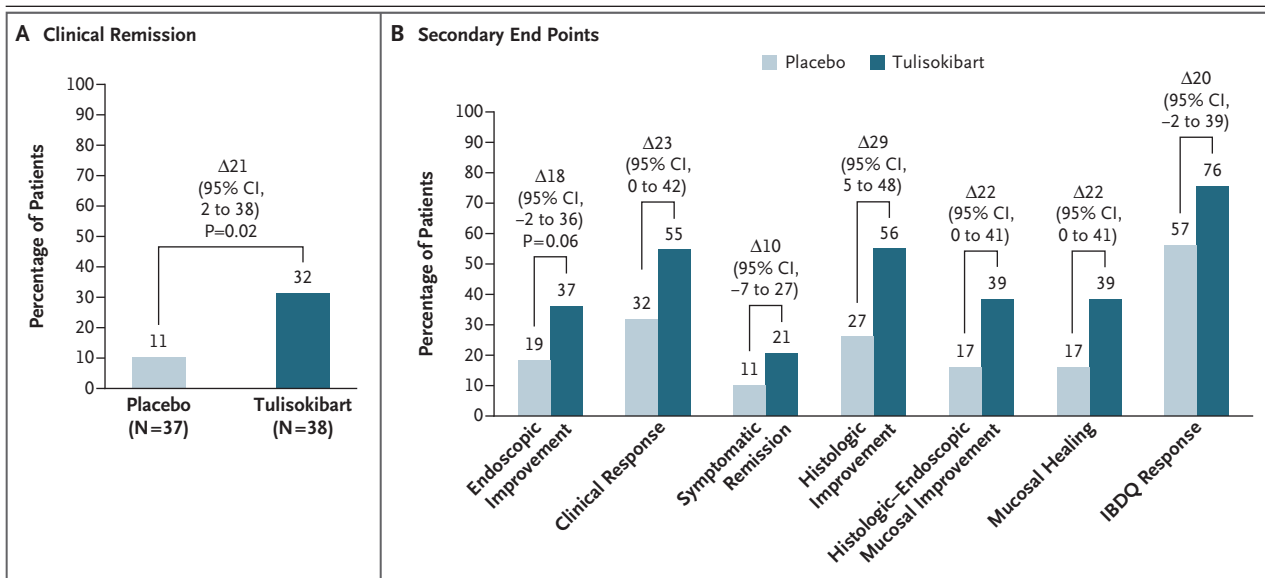 A Clinical Remission
Percentage of Patients
100
90
80
70
60
50
40
30
20
10
0
Δ21
(95% CI,
2 to 38)
P=0.02
11
32
Placebo
(N=37)
Tulisokibart
(N=38)
B Secondary End Points
Placebo
Tulisokibart
Percentage of Patients
100
90
80
70
60
50
40
30
20
10
0
Δ18
(95% CI,
–2 to 36)
P=0.06
19
37
Endoscopic
Improvement
Δ23
(95% CI,
0 to 42)
32
55
Clinical Response
Δ10
(95% CI,
–7 to 27)
11
21
Symptomatic
Remission
Δ29
(95% CI,
5 to 48)
27
56
Histologic
Improvement
Δ22
(95% CI,
0 to 41)
17
39
Histologic–Endoscopic
Mucosal Improvement
Δ22
(95% CI,
0 to 41)
17
39
Mucosal Healing
Δ20
(95% CI,
–2 to 39)
57
76
IBDQ Response